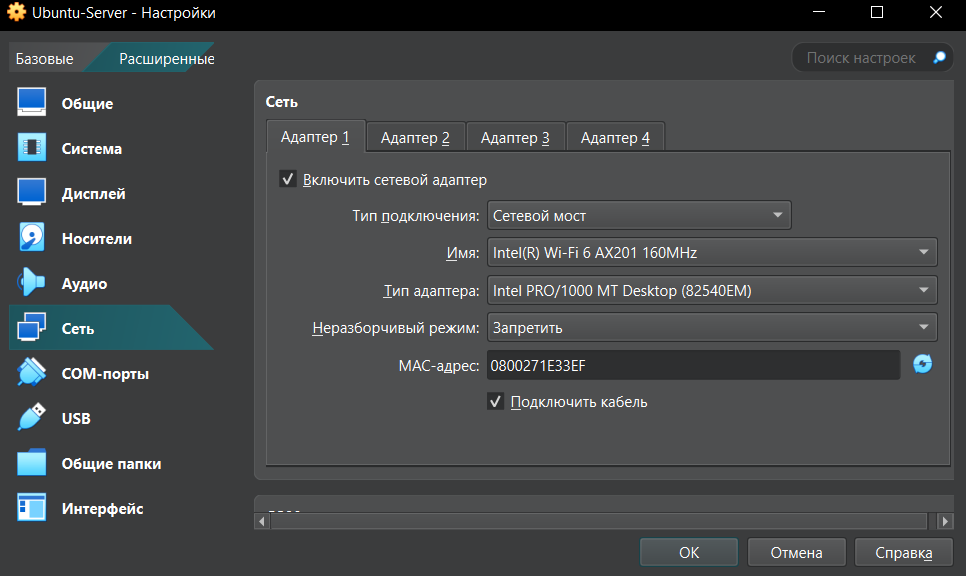 Ubuntu-Server - Настройки
Базовые Расширенные
Поиск настроек
Общие
Система
Дисплей
Носители
Аудио
Сеть
COM-порты
USB
Общие папки
Интерфейс
Сеть
Адаптер 1 Адаптер 2 Адаптер 3 Адаптер 4
Включить сетевой адаптер
Тип подключения: Сетевой мост
Имя: Intel(R) Wi-Fi 6 AX201 160MHz
Тип адаптера: Intel PRO/1000 MT Desktop (82540EM)
Неразборчивый режим: Запретить
MAC-адрес: 0800271E33EF
Подключить кабель
OK Отмена Справка